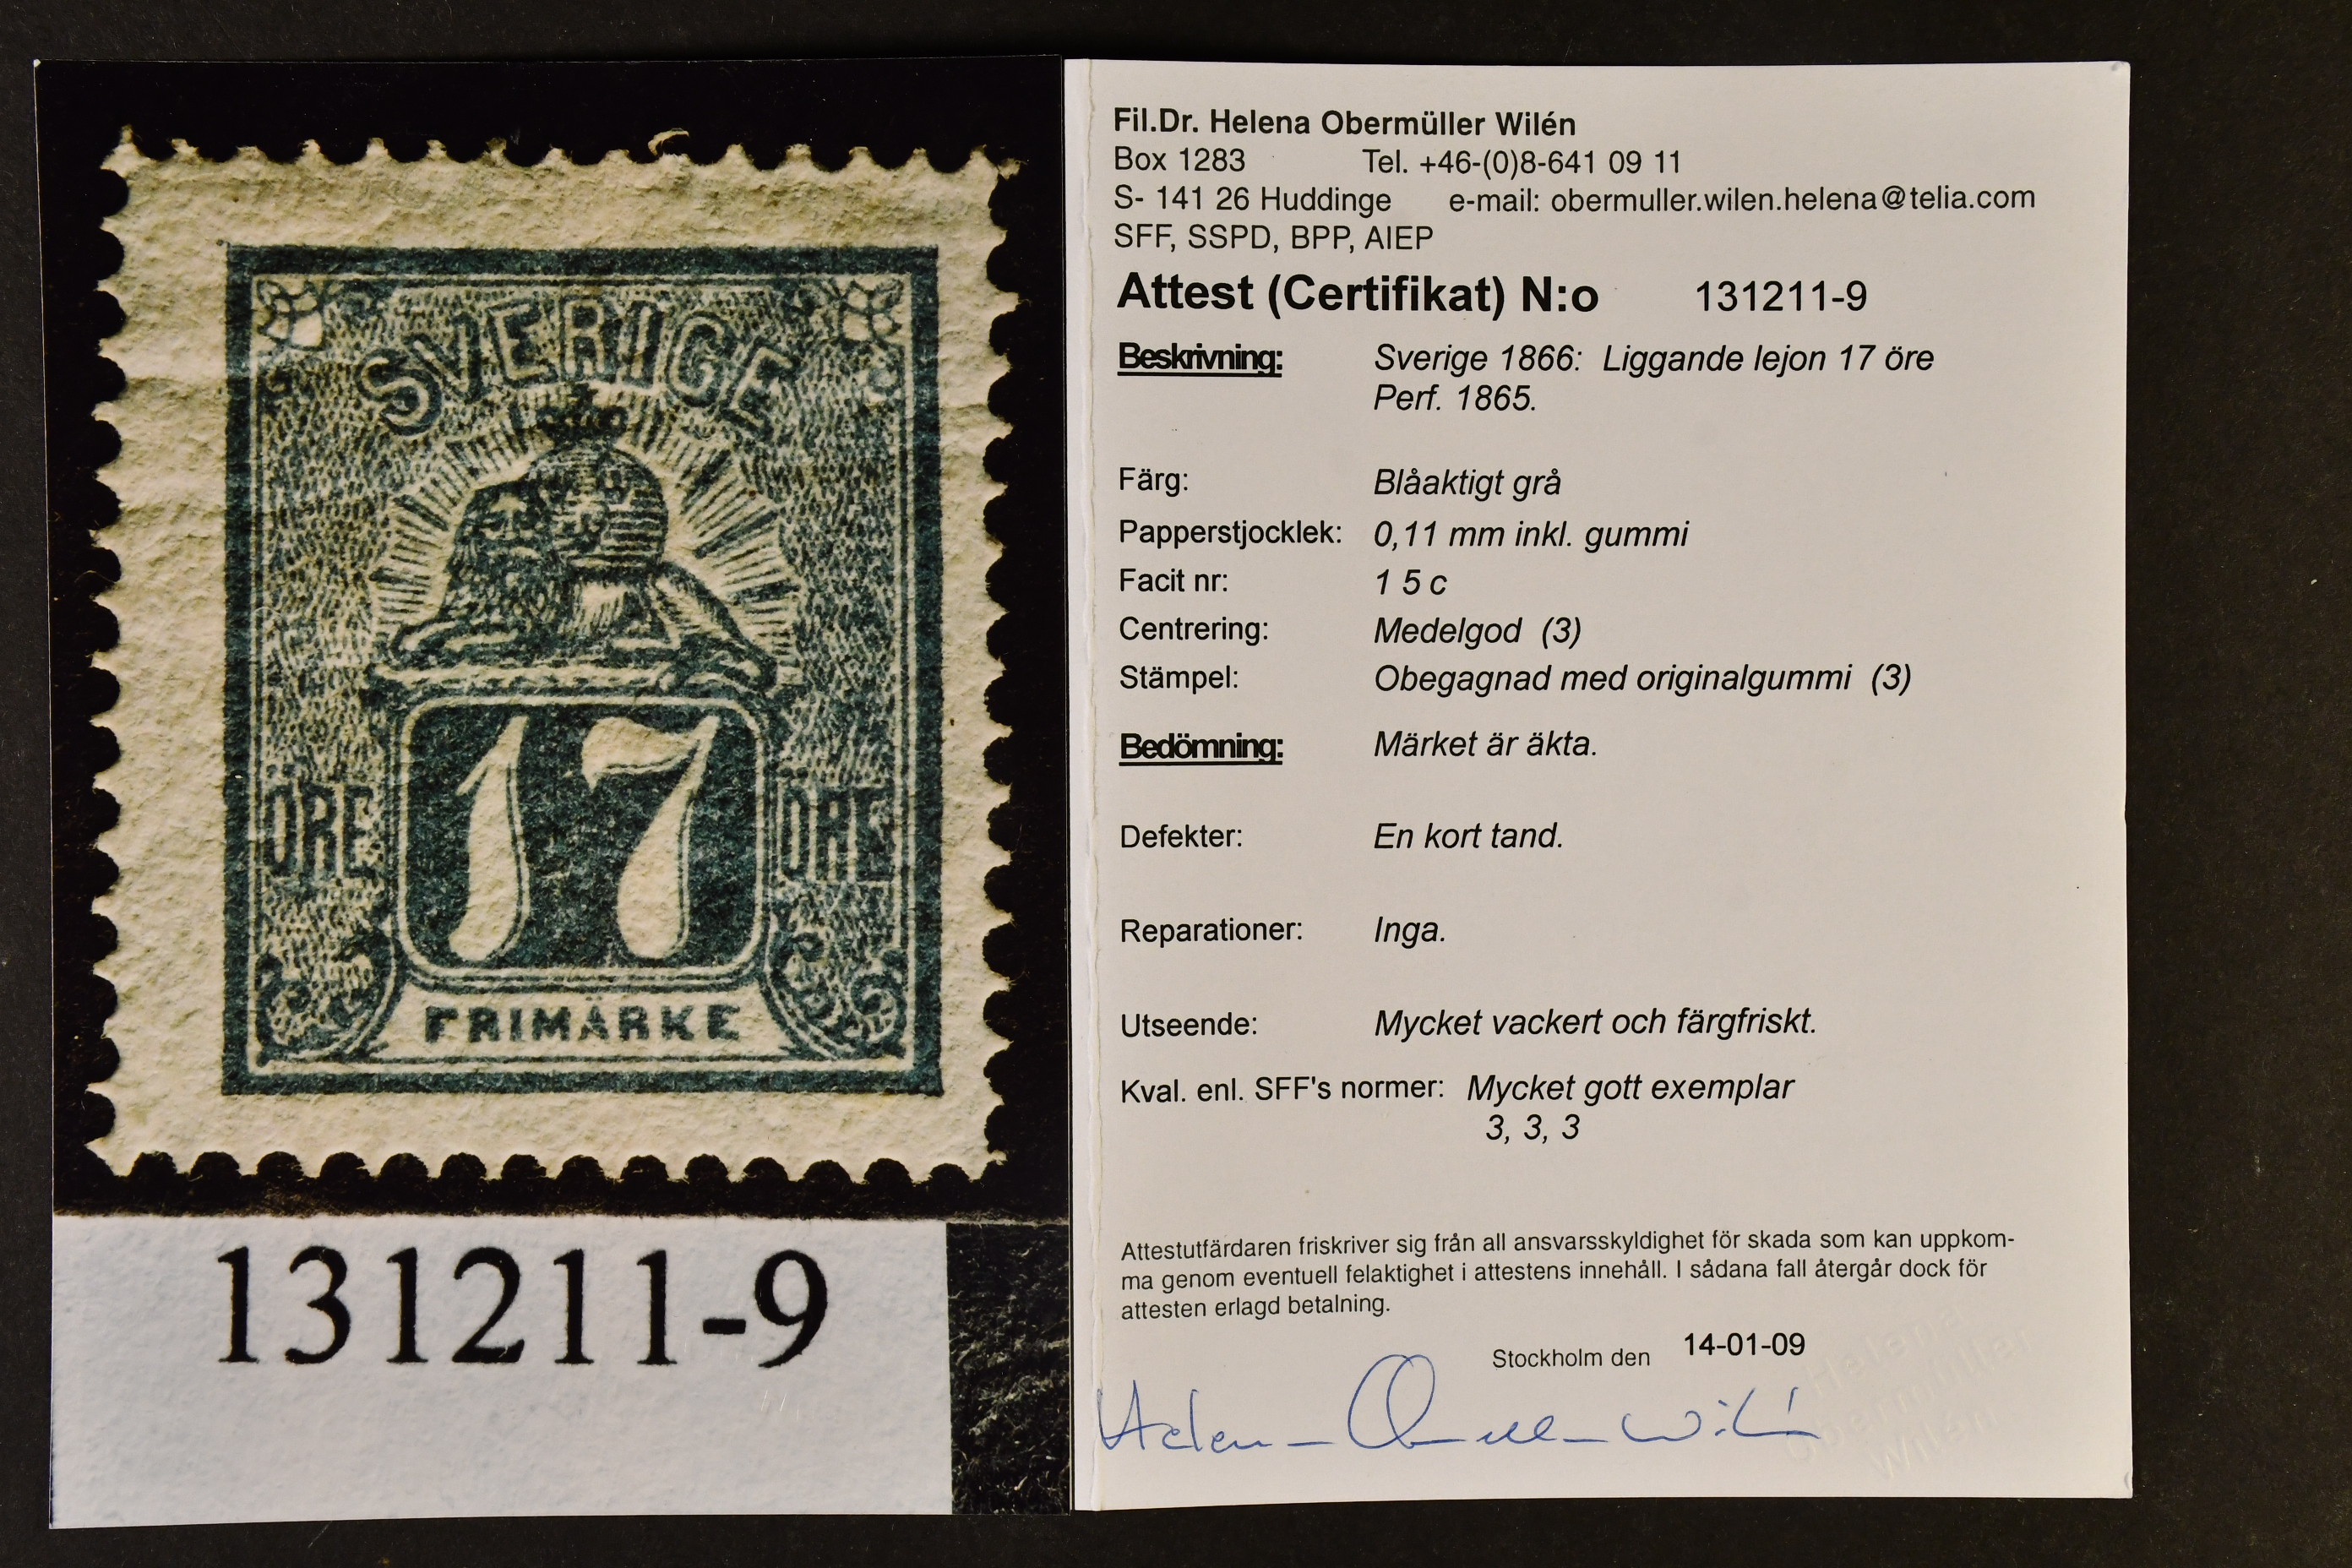 SVERIGE
17
ÖRE
ÖRE
FRIMÄRKE
131211-9
Fil.Dr. Helena Obermüller Wilén
Box 1283 Tel. +46-(0)8-641 09 11
S- 141 26 Huddinge e-mail: obermuller.wilen.helena@telia.com
SFF, SSPD, BPP, AIEP
Attest (Certifikat) N:o 131211-9
Beskrivning: Sverige 1866: Liggande lejon 17 öre
Perf. 1865.
Färg: Blåaktigt grå
Papperstjocklek: 0,11 mm inkl. gummi
Facit nr: 1 5 c
Centrering: Medelgod (3)
Stämpel: Obegagnad med originalgummi (3)
Bedömning: Märket är äkta.
Defekter: En kort tand.
Reparationer: Inga.
Utseende: Mycket vackert och färgfriskt.
Kval. enl. SFF's normer: Mycket gott exemplar
3, 3, 3
Attestutfärdaren friskriver sig från all ansvarsskyldighet för skada som kan uppkom-
ma genom eventuell felaktighet i attestens innehåll. I sådana fall återgår dock för
attesten erlagd betalning.
Stockholm den 14-01-09
Helena Obermüller Wilén
Helena
Obermüller
Wilén